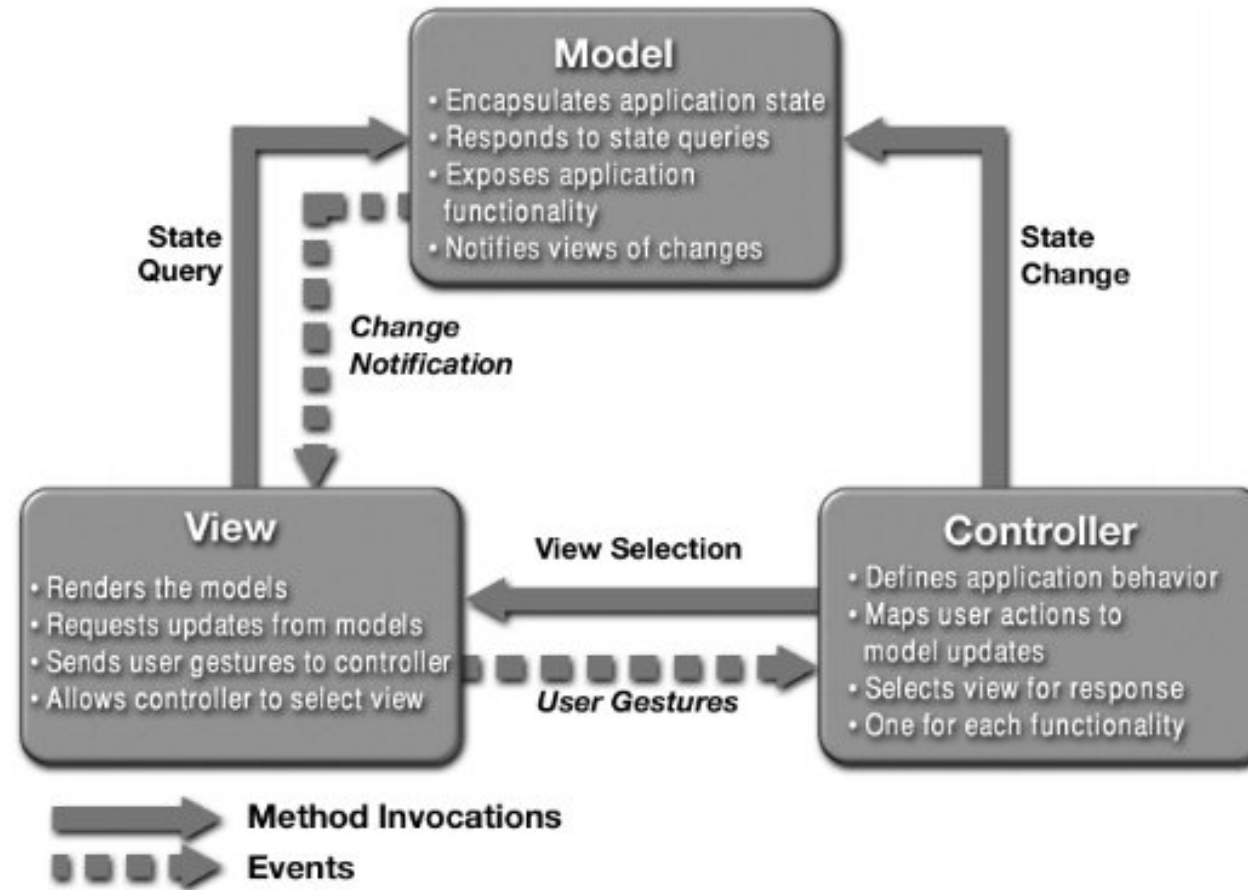 Model
• Encapsulates application state
• Responds to state queries
• Exposes application
functionality
• Notifies views of changes
State
Query
Change
Notification
State
Change
View
• Renders the models
• Requests updates from models
• Sends user gestures to controller
• Allows controller to select view
View Selection
User Gestures
Controller
• Defines application behavior
• Maps user actions to
model updates
• Selects view for response
• One for each functionality
Method Invocations
Events